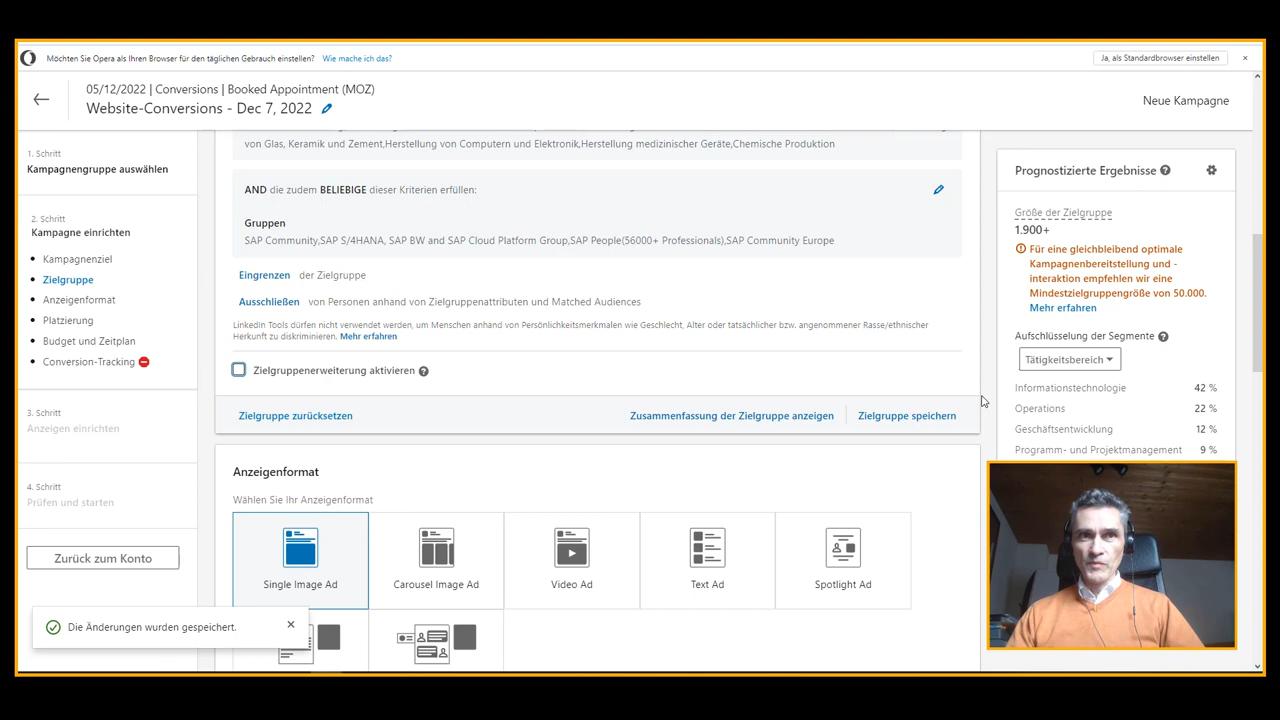 Möchten Sie Opera als Ihren Browser für den täglichen Gebrauch einstellen? Wie mache ich das? Ja, als Standardbrowser einstellen
05/12/2022 | Conversions | Booked Appointment (MOZ)
Website-Conversions - Dec 7, 2022
Neue Kampagne
1. Schritt
Kampagnengruppe auswählen
2. Schritt
Kampagne einrichten
Kampagnenziel
Zielgruppe
Anzeigenformat
Platzierung
Budget und Zeitplan
Conversion-Tracking
3. Schritt
Anzeigen einrichten
4. Schritt
Prüfen und starten
Zurück zum Konto
Die Änderungen wurden gespeichert.
von Glas, Keramik und Zement,Herstellung von Computern und Elektronik,Herstellung medizinischer Geräte,Chemische Produktion
AND die zudem BELIEBIGE dieser Kriterien erfüllen:
Gruppen
SAP Community,SAP S/4HANA, SAP BW and SAP Cloud Platform Group,SAP People(56000+ Professionals),SAP Community Europe
Eingrenzen der Zielgruppe
Ausschließen von Personen anhand von Zielgruppenattributen und Matched Audiences
LinkedIn Tools dürfen nicht verwendet werden, um Menschen anhand von Persönlichkeitsmerkmalen wie Geschlecht, Alter oder tatsächlicher bzw. angenommener Rasse/ethnischer
Herkunft zu diskriminieren. Mehr erfahren
Zielgruppenerweiterung aktivieren
Zielgruppe zurücksetzen Zusammenfassung der Zielgruppe anzeigen Zielgruppe speichern
Anzeigenformat
Wählen Sie Ihr Anzeigenformat
Single Image Ad Carousel Image Ad Video Ad Text Ad Spotlight Ad
Prognostizierte Ergebnisse
Größe der Zielgruppe
1.900+
Für eine gleichbleibend optimale
Kampagnenbereitstellung und -
interaktion empfehlen wir eine
Mindestzielgruppengröße von 50.000.
Mehr erfahren
Aufschlüsselung der Segmente
Tätigkeitsbereich
Informationstechnologie 42 %
Operations 22 %
Geschäftsentwicklung 12 %
Programm- und Projektmanagement 9 %